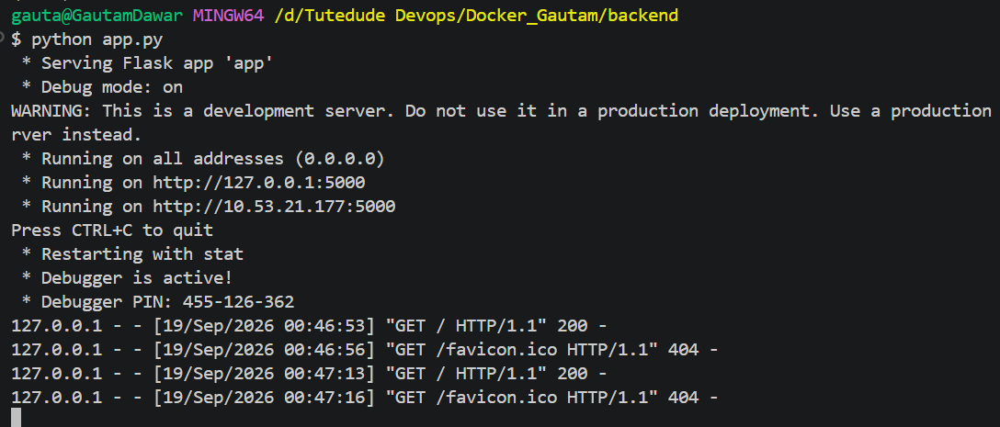 gauta@GautamDawar MINGW64 /d/Tutedude Devops/Docker_Gautam/backend
$ python app.py
 * Serving Flask app 'app'
 * Debug mode: on
WARNING: This is a development server. Do not use it in a production deployment. Use a production
rver instead.
 * Running on all addresses (0.0.0.0)
 * Running on http://127.0.0.1:5000
 * Running on http://10.53.21.177:5000
Press CTRL+C to quit
 * Restarting with stat
 * Debugger is active!
 * Debugger PIN: 455-126-362
127.0.0.1 - - [19/Sep/2026 00:46:53] "GET / HTTP/1.1" 200 -
127.0.0.1 - - [19/Sep/2026 00:46:56] "GET /favicon.ico HTTP/1.1" 404 -
127.0.0.1 - - [19/Sep/2026 00:47:13] "GET / HTTP/1.1" 200 -
127.0.0.1 - - [19/Sep/2026 00:47:16] "GET /favicon.ico HTTP/1.1" 404 -